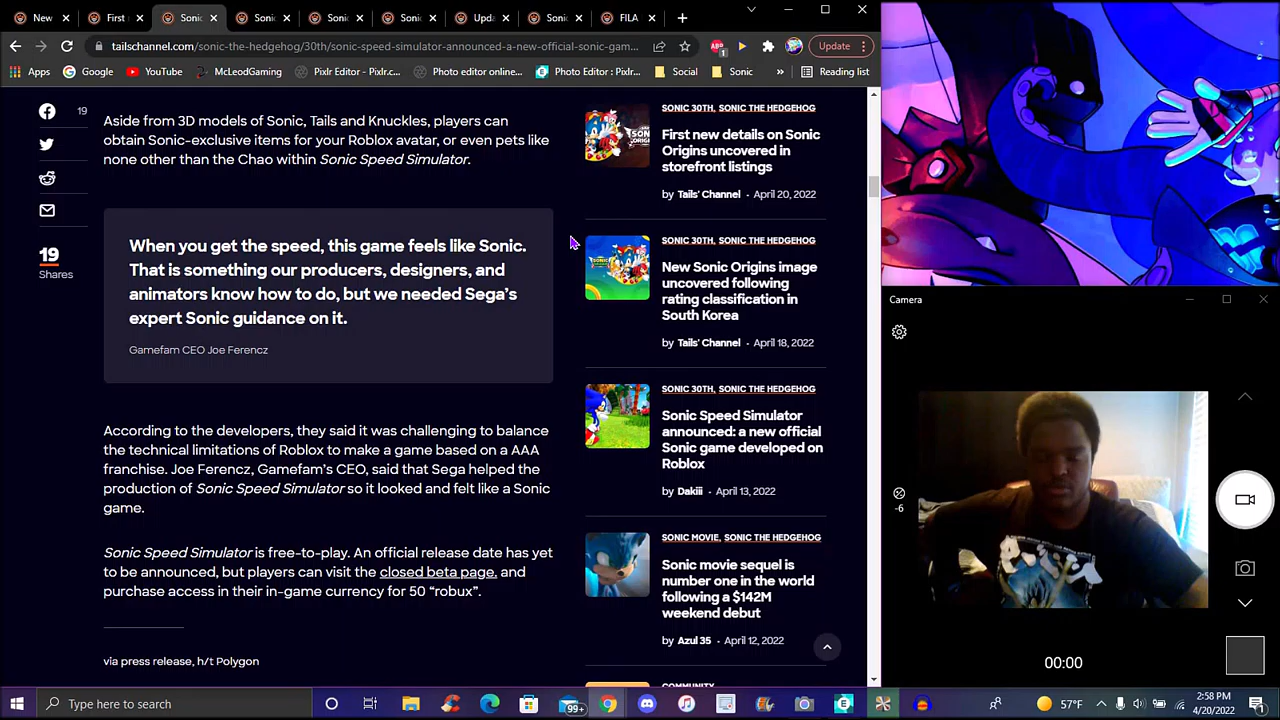 New
First
Sonic
Sonic
Sonic
Sonic
Upda
Sonic
FILA
tailschannel.com/sonic-the-hedgehog/30th/sonic-speed-simulator-announced-a-new-official-sonic-gam...
ABP
1
Update
Apps
Google
YouTube
McLeodGaming
Pixlr Editor - Pixlr.c...
Photo editor online...
Photo Editor : Pixlr...
Social
Sonic
»
Reading list
19
19
Shares
Aside from 3D models of Sonic, Tails and Knuckles, players can
obtain Sonic-exclusive items for your Roblox avatar, or even pets like
none other than the Chao within Sonic Speed Simulator.
When you get the speed, this game feels like Sonic.
That is something our producers, designers, and
animators know how to do, but we needed Sega's
expert Sonic guidance on it.
Gamefam CEO Joe Ferencz
According to the developers, they said it was challenging to balance
the technical limitations of Roblox to make a game based on a AAA
franchise. Joe Ferencz, Gamefam's CEO, said that Sega helped the
production of Sonic Speed Simulator so it looked and felt like a Sonic
game.
Sonic Speed Simulator is free-to-play. An official release date has yet
to be announced, but players can visit the closed beta page. and
purchase access in their in-game currency for 50 "robux".
via press release, h/t Polygon
SONIC 30TH, SONIC THE HEDGEHOG
First new details on Sonic
Origins uncovered in
storefront listings
by Tails' Channel • April 20, 2022
SONIC 30TH, SONIC THE HEDGEHOG
New Sonic Origins image
uncovered following
rating classification in
South Korea
by Tails' Channel • April 18, 2022
SONIC 30TH, SONIC THE HEDGEHOG
Sonic Speed Simulator
announced: a new official
Sonic game developed on
Roblox
by Dakiii • April 13, 2022
SONIC MOVIE, SONIC THE HEDGEHOG
Sonic movie sequel is
number one in the world
following a $142M
weekend debut
by Azul 35 • April 12, 2022
COMMUNITY
Camera
-6
00:00
Type here to search
99+
57°F
2:58 PM
4/20/2022
1